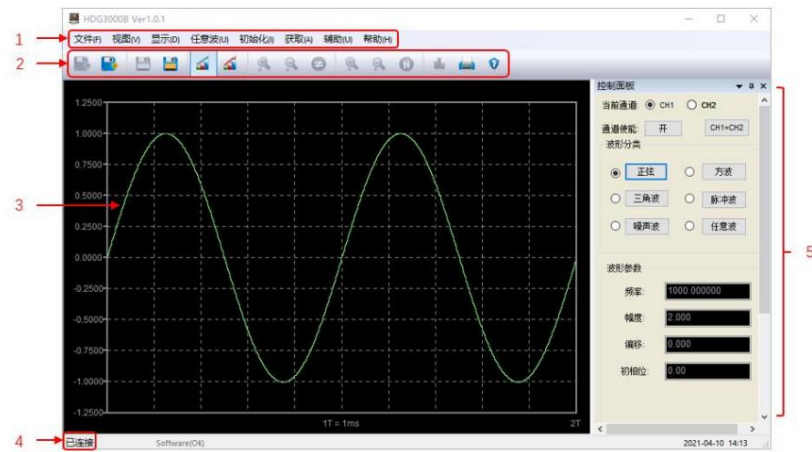 HDG3000B Ver1.0.1
1
文件(F) 视图(V) 显示(D) 任意波(U) 初始化(I) 获取(A) 辅助(U) 帮助(H)
2
控制面板
当前通道: CH1 CH2
通道使能: 开 CH1=CH2
波形分类
正弦 方波
三角波 脉冲波
噪声波 任意波
波形参数
频率: 1000.000000
幅度: 2.000
偏移: 0.000
初相位: 0.00
5
1.2500
1.0000
0.7500
0.5000
3
0.2500
0.0000
-0.2500
-0.5000
-0.7500
-1.0000
-1.2500
1T = 1ms
2T
4
已连接
Software(OK)
2021-04-10 14:13